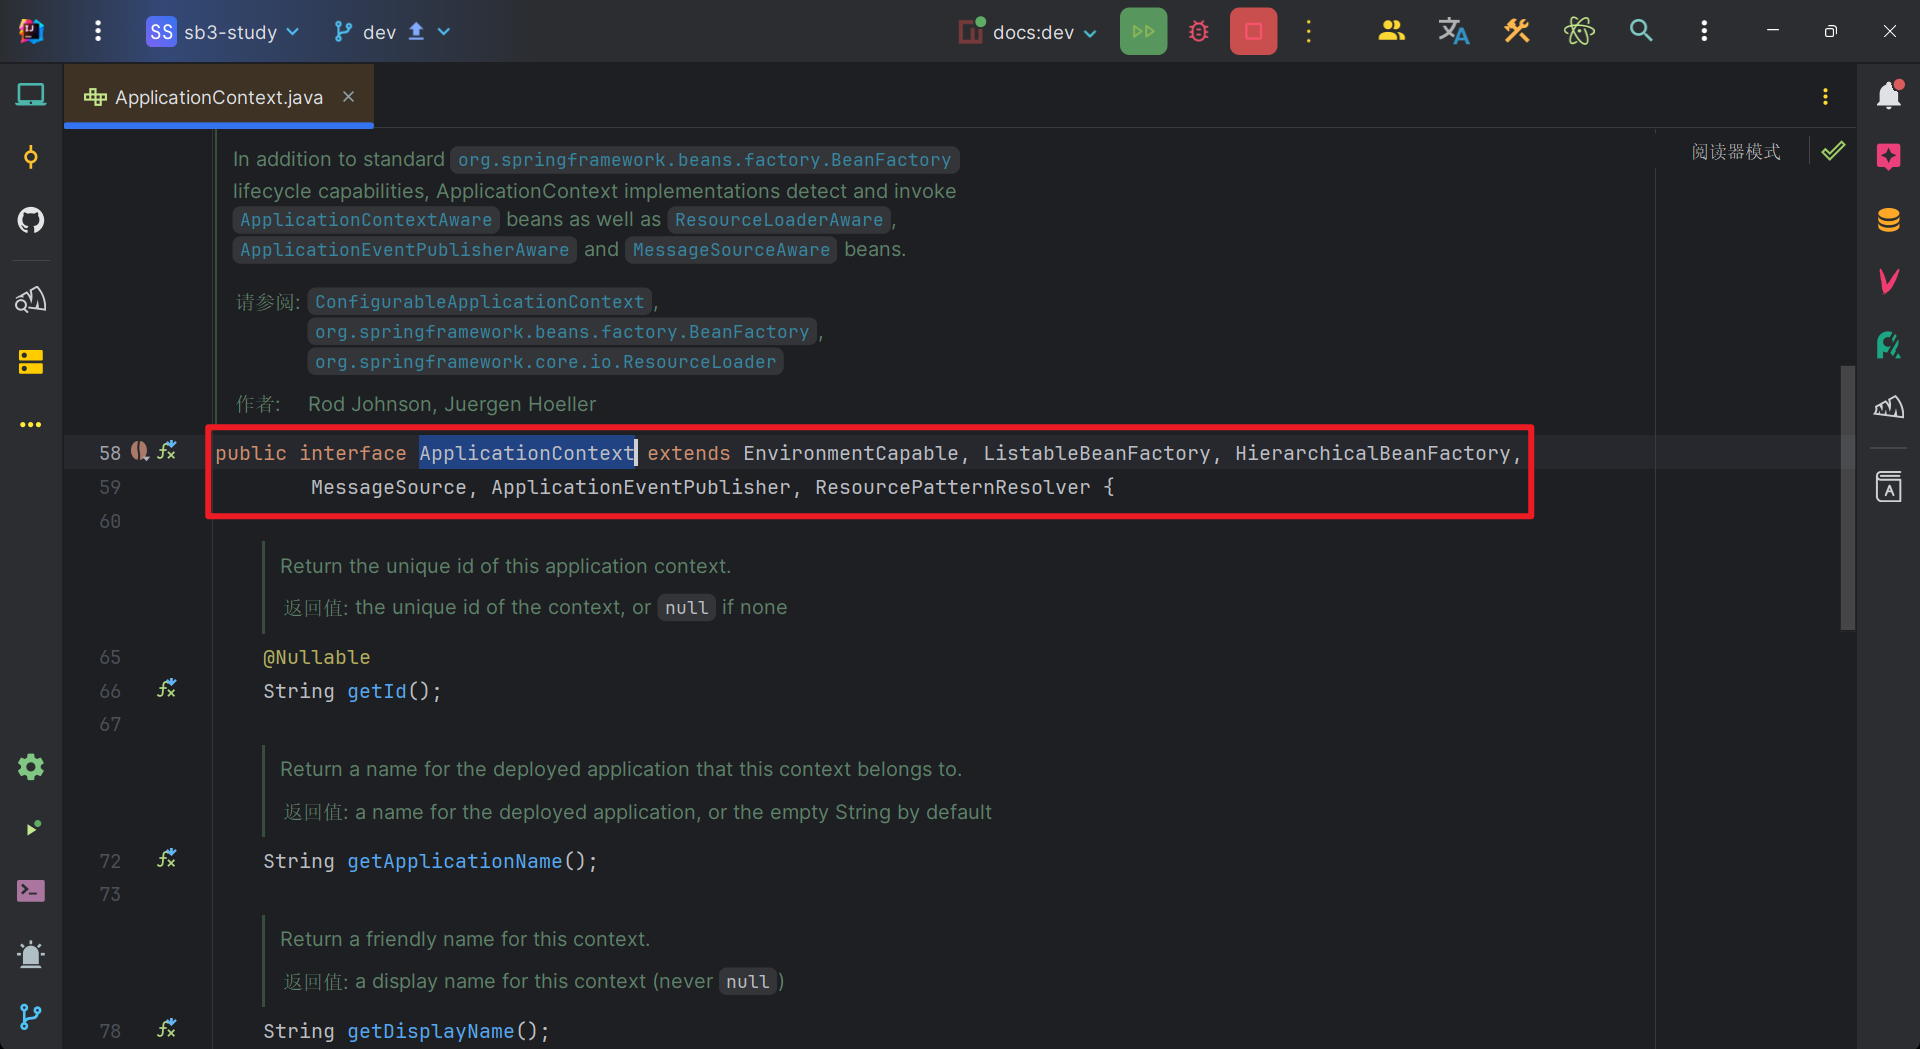 SS sb3-study dev docs:dev
ApplicationContext.java
阅读器模式
In addition to standard org.springframework.beans.factory.BeanFactory
lifecycle capabilities, ApplicationContext implementations detect and invoke
ApplicationContextAware beans as well as ResourceLoaderAware,
ApplicationEventPublisherAware and MessageSourceAware beans.
请参阅: ConfigurableApplicationContext,
org.springframework.beans.factory.BeanFactory,
org.springframework.core.io.ResourceLoader
作者: Rod Johnson, Juergen Hoeller
58 public interface ApplicationContext extends EnvironmentCapable, ListableBeanFactory, HierarchicalBeanFactory,
59 MessageSource, ApplicationEventPublisher, ResourcePatternResolver {
60
Return the unique id of this application context.
返回值: the unique id of the context, or null if none
65 @Nullable
66 String getId();
67
Return a name for the deployed application that this context belongs to.
返回值: a name for the deployed application, or the empty String by default
72 String getApplicationName();
73
Return a friendly name for this context.
返回值: a display name for this context (never null)
78 String getDisplayName();